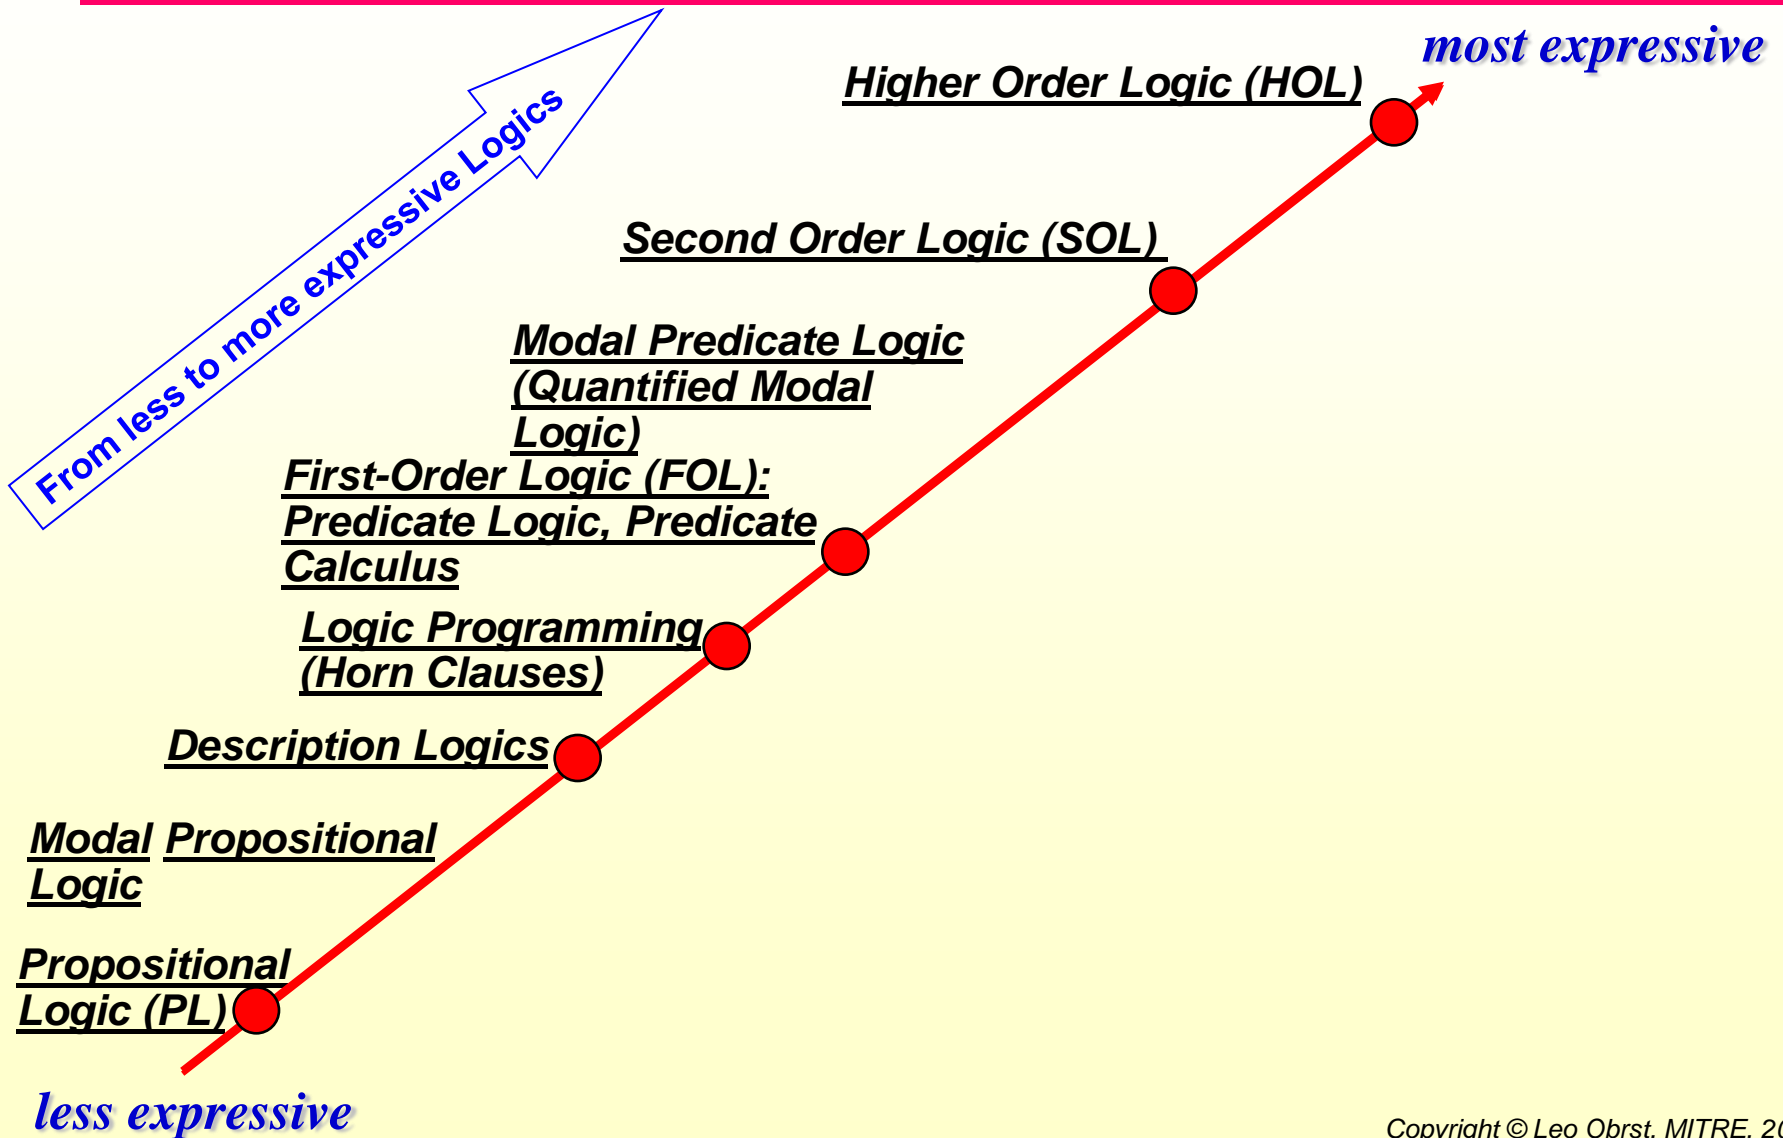 most expressive
Higher Order Logic (HOL)
From less to more expressive Logics
Second Order Logic (SOL)
Modal Predicate Logic
(Quantified Modal
Logic)
First-Order Logic (FOL):
Predicate Logic, Predicate
Calculus
Logic Programming
(Horn Clauses)
Description Logics
Modal Propositional
Logic
Propositional
Logic (PL)
less expressive
Copyright © Leo Obrst, MITRE,